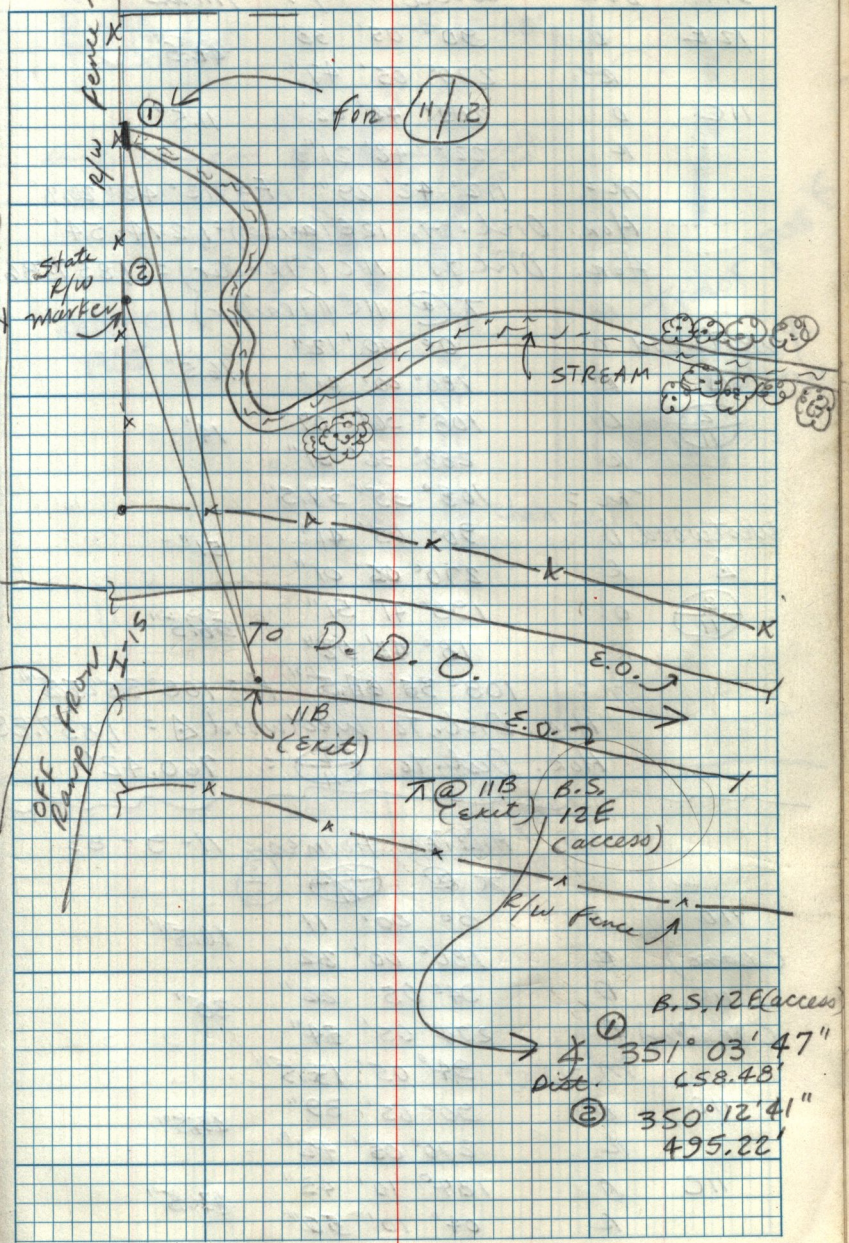 R/W Fence
①
for 11/12
State
R/W
Marker
②
STREAM
To D. D. O.
E.O.
OFF Ramp FROM I-15
11B
(Exit)
E.O.
⊼ @ 11B
(Exit)
B.S.
12E
(access)
R/W Fence
B.S. 12E (access)
∡ ① 351° 03' 47"
Dist. 658.48'
② 350° 12' 41"
495.22'